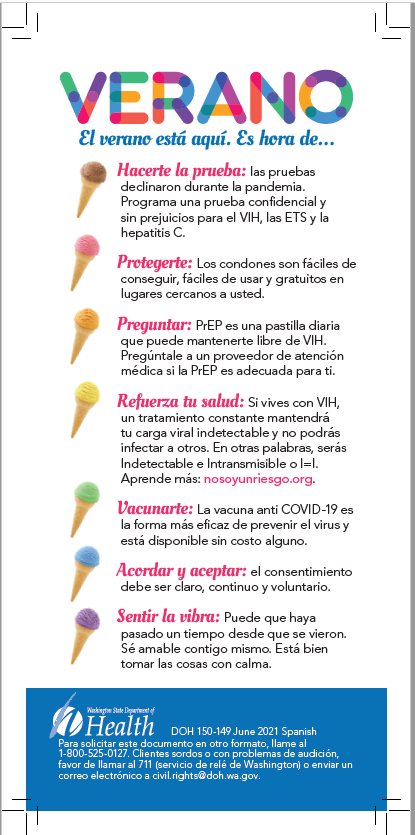 VERANO
El verano está aquí. Es hora de...
Hacerte la prueba: las pruebas
declinaron durante la pandemia.
Programa una prueba confidencial y
sin prejuicios para el VIH, las ETS y la
hepatitis C.
Protegerte: Los condones son fáciles de
conseguir, fáciles de usar y gratuitos en
lugares cercanos a usted.
Preguntar: PrEP es una pastilla diaria
que puede mantenerte libre de VIH.
Pregúntale a un proveedor de atención
médica si la PrEP es adecuada para ti.
Refuerza tu salud: Si vives con VIH,
un tratamiento constante mantendrá
tu carga viral indetectable y no podrás
infectar a otros. En otras palabras, serás
Indetectable e Intransmisible o I=I.
Aprende más: nosoyunriesgo.org.
Vacunarte: La vacuna anti COVID-19 es
la forma más eficaz de prevenir el virus y
está disponible sin costo alguno.
Acordar y aceptar: el consentimiento
debe ser claro, continuo y voluntario.
Sentir la vibra: Puede que haya
pasado un tiempo desde que se vieron.
Sé amable contigo mismo. Está bien
tomar las cosas con calma.
Washington State Department of
Health
DOH 150-149 June 2021 Spanish
Para solicitar este documento en otro formato, llame al
1-800-525-0127. Clientes sordos o con problemas de audición,
favor de llamar al 711 (servicio de relé de Washington) o enviar un
correo electrónico a civil.rights@doh.wa.gov.